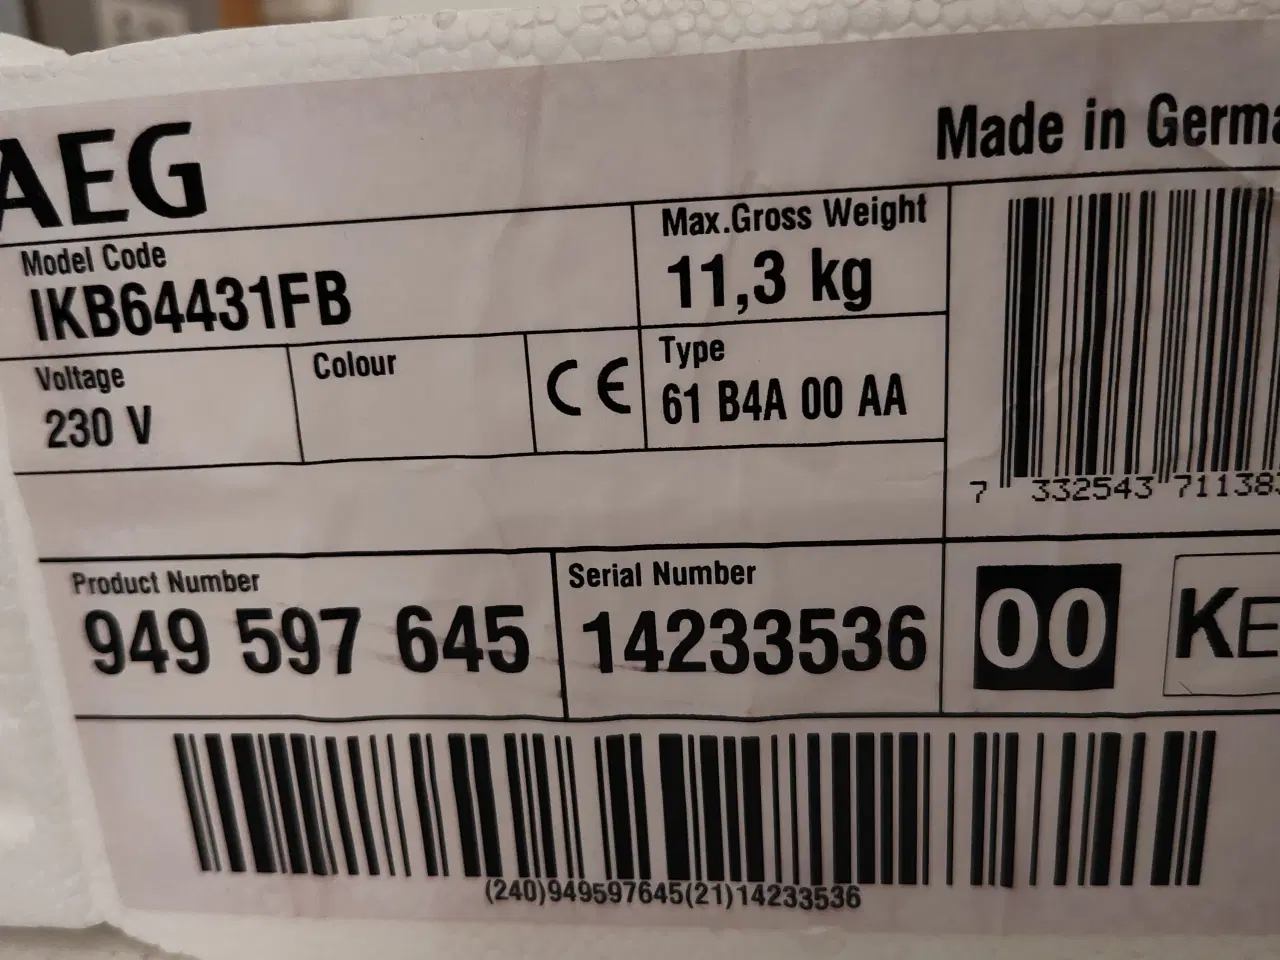 AEG
Made in Germa
Model Code
IKB64431FB
Max.Gross Weight
11,3 kg
Voltage
230 V
Colour
CE
Type
61 B4A 00 AA
7 332543 711383
Product Number
949 597 645
Serial Number
14233536
00
KE
(240)949597645(21)14233536